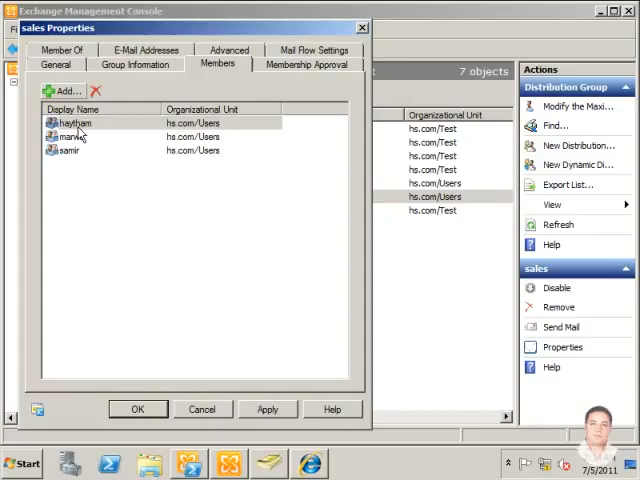 Exchange Management Console
sales Properties
Member Of
E-Mail Addresses
Advanced
Mail Flow Settings
General
Group Information
Members
Membership Approval
Add...
Display Name
Organizational Unit
haytham
hs.com/Users
hs.com/Users
samir
hs.com/Users
OK
Cancel
Apply
Help
7 objects
Organizational Unit
hs.com/Test
hs.com/Test
hs.com/Test
hs.com/Test
hs.com/Users
hs.com/Users
hs.com/Test
Actions
Distribution Group
Modify the Maxi...
Find...
New Distribution...
New Dynamic Di...
Export List...
View
Refresh
Help
sales
Disable
Remove
Send Mail
Properties
Help
Start
7/5/2011